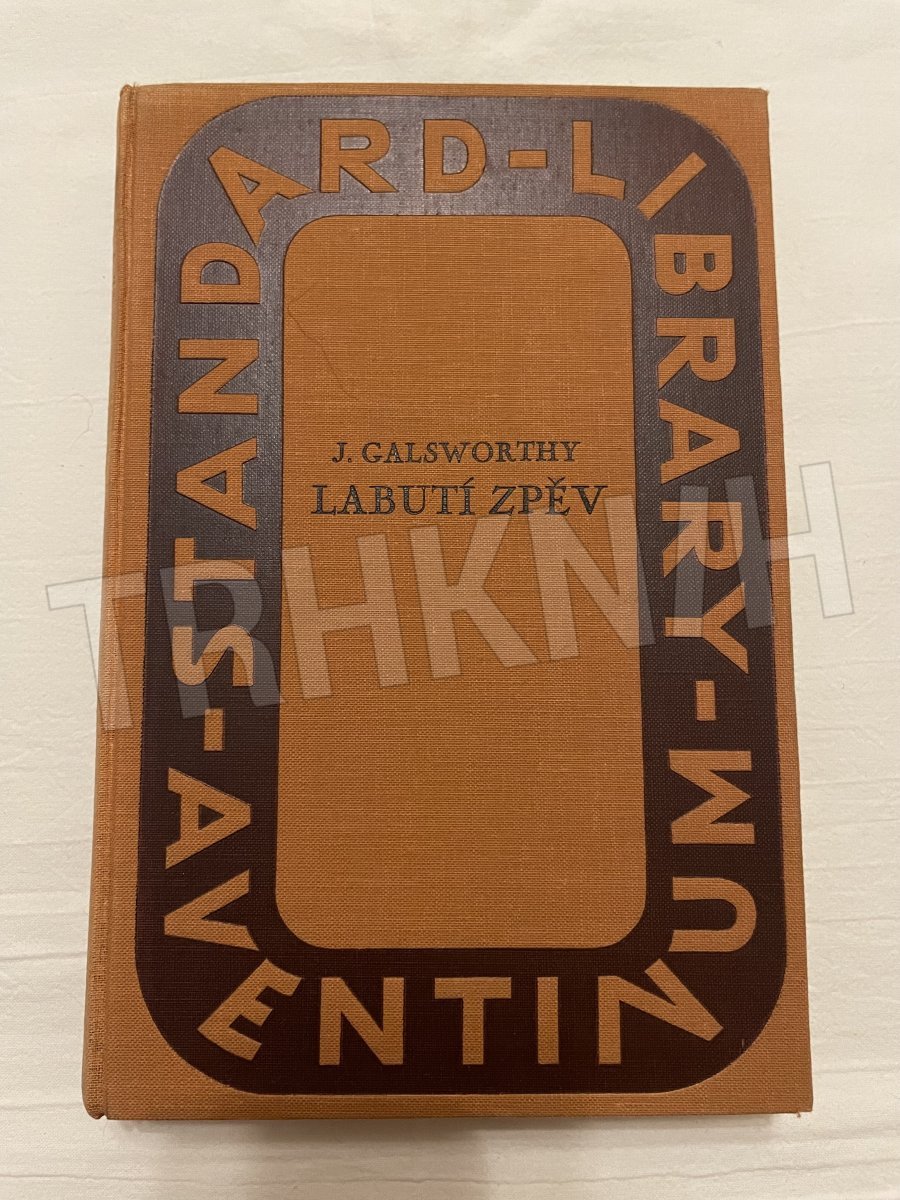 STANDARD-LIBRARY-
AVENTINUM-
J. GALSWORTHY
LABUTÍ ZPĚV
TRHKNIH